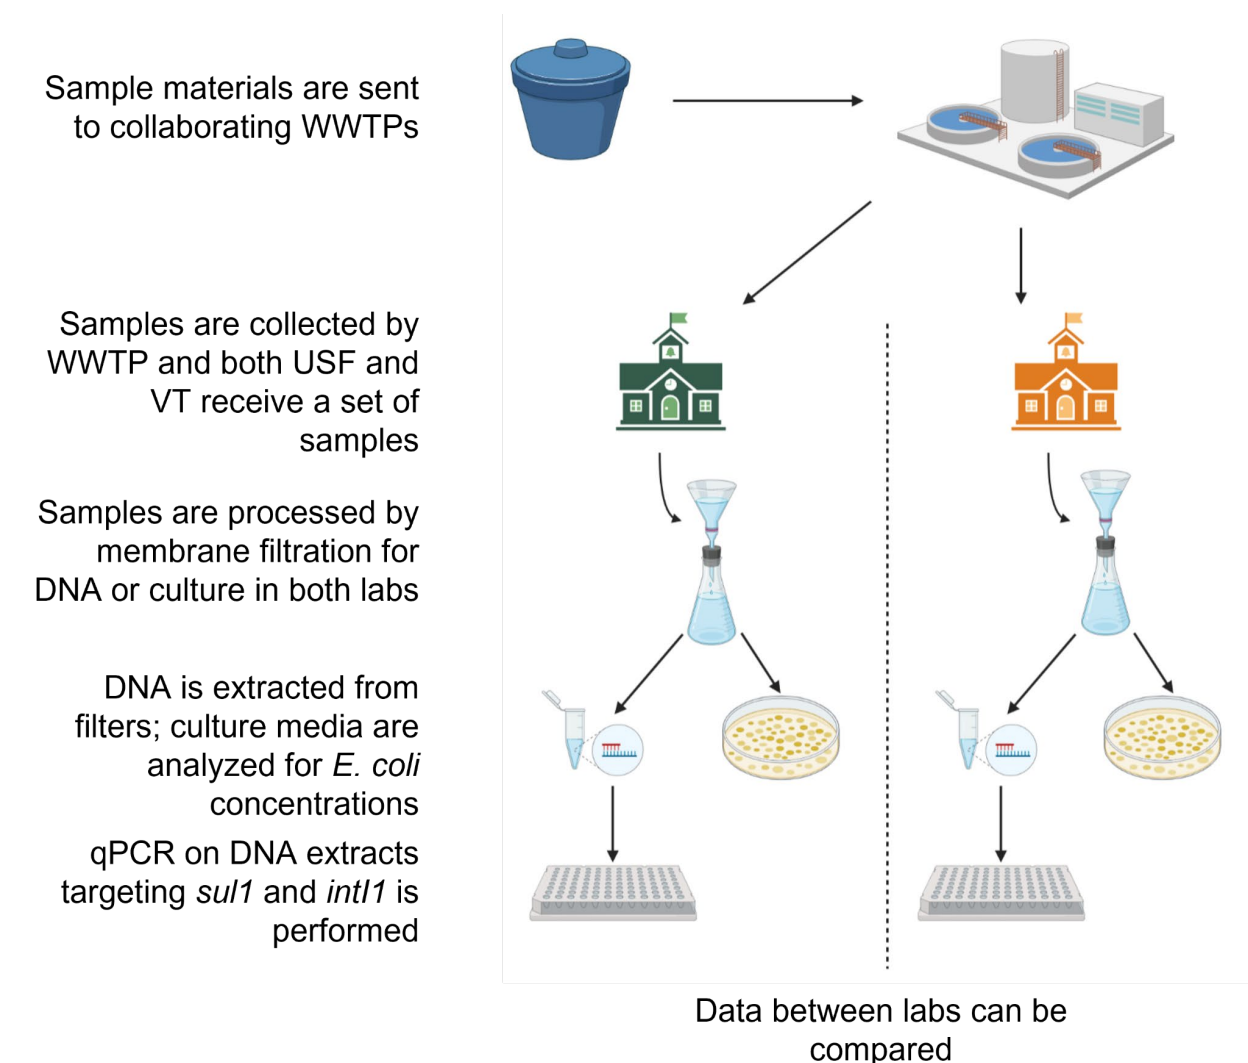 Sample materials are sent
to collaborating WWTPs
Samples are collected by
WWTP and both USF and
VT receive a set of
samples
Samples are processed by
membrane filtration for
DNA or culture in both labs
DNA is extracted from
filters; culture media are
analyzed for E. coli
concentrations
qPCR on DNA extracts
targeting sul1 and intI1 is
performed
Data between labs can be
compared